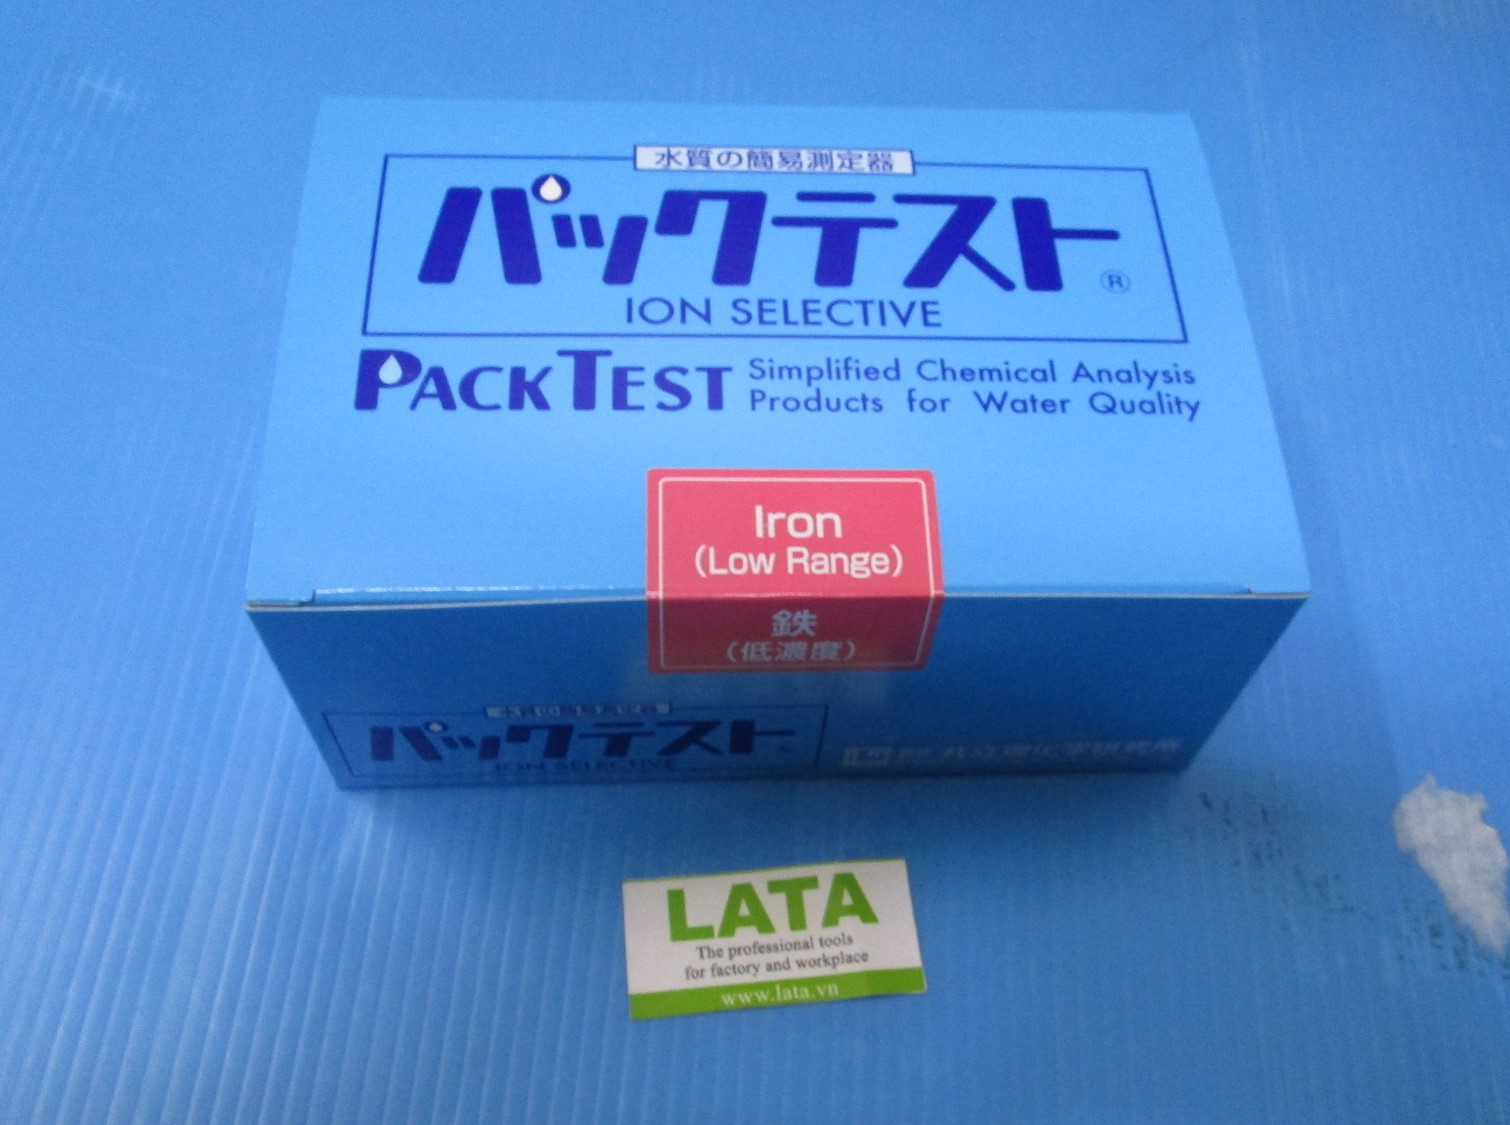 水質の簡易測定器
パックテスト
®
ION SELECTIVE
PACKTEST
Simplified Chemical Analysis
Products for Water Quality
Iron
(Low Range)
鉄
(低濃度)
パックテスト
ION SELECTIVE
LATA
The professional tools
for factory and workplace
www.lata.vn